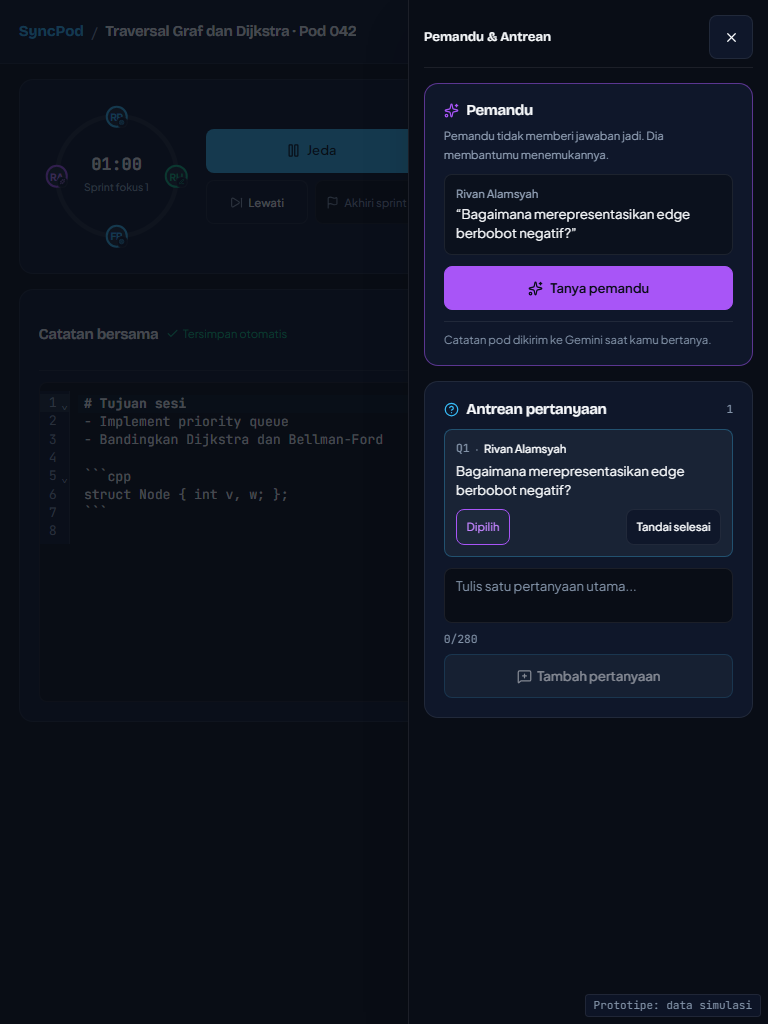 SyncPod / Traversal Graf dan Dijkstra · Pod 042
01:00
Sprint fokus 1
Jeda
Lewati
Akhiri sprint
Catatan bersama
Tersimpan otomatis
1 # Tujuan sesi
2 - Implement priority queue
3 - Bandingkan Dijkstra dan Bellman-Ford
4
5 ```cpp
6 struct Node { int v, w; };
7 ```
8
Pemandu & Antrean
Pemandu
Pemandu tidak memberi jawaban jadi. Dia
membantumu menemukannya.
Rivan Alamsyah
“Bagaimana merepresentasikan edge
berbobot negatif?”
Tanya pemandu
Catatan pod dikirim ke Gemini saat kamu bertanya.
Antrean pertanyaan 1
Q1 · Rivan Alamsyah
Bagaimana merepresentasikan edge
berbobot negatif?
Dipilih
Tandai selesai
Tulis satu pertanyaan utama...
0/280
Tambah pertanyaan
Prototipe: data simulasi